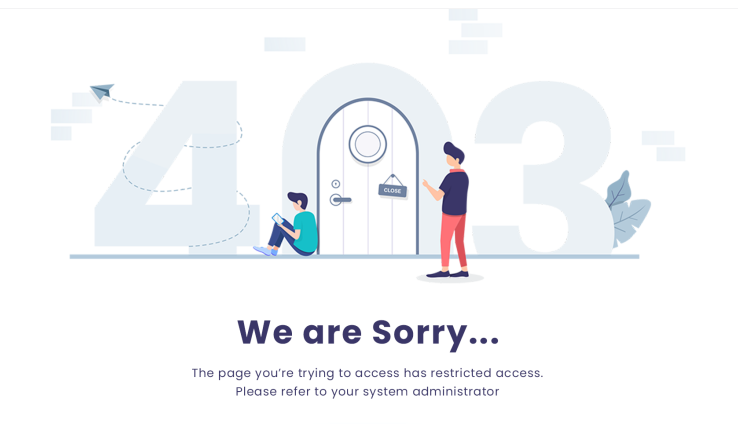 403
CLOSE
We are Sorry...
The page you're trying to access has restricted access.
Please refer to your system administrator